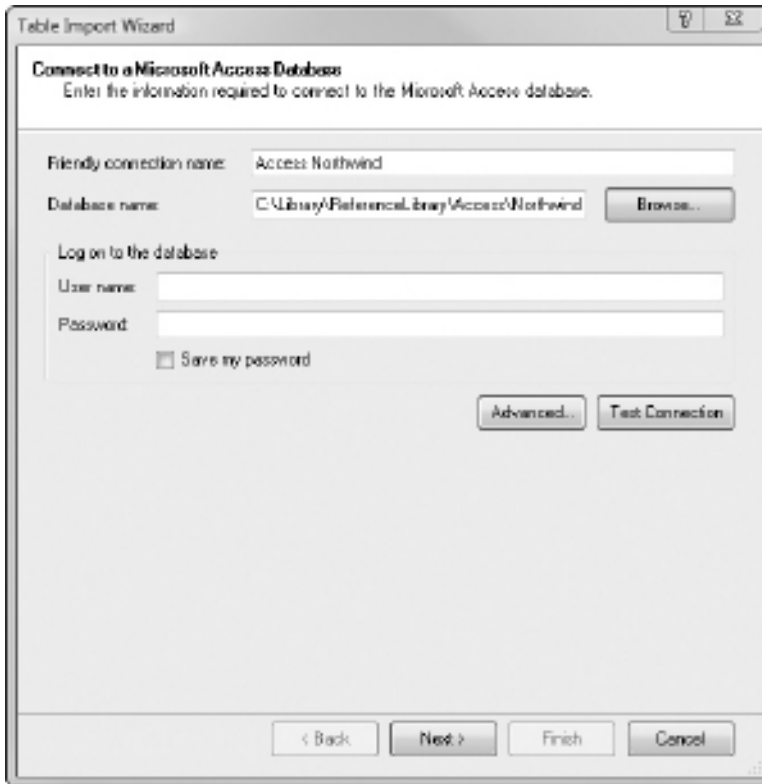 Table Import Wizard
Connect to a Microsoft Access Database
Enter the information required to connect to the Microsoft Access database.
Friendly connection name: Access Northwind
Database name: C:\Library\ReferenceLibrary\Access\Northwind Browse...
Log on to the database
User name:
Password:
Save my password
Advanced... Test Connection
< Back Next > Finish Cancel